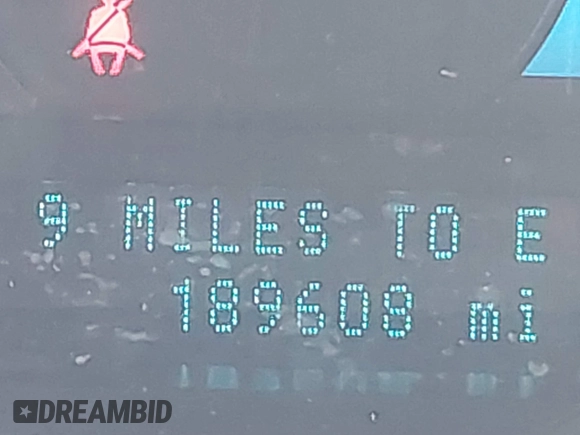 9 MILES TO E
189608 mi
DREAMBID